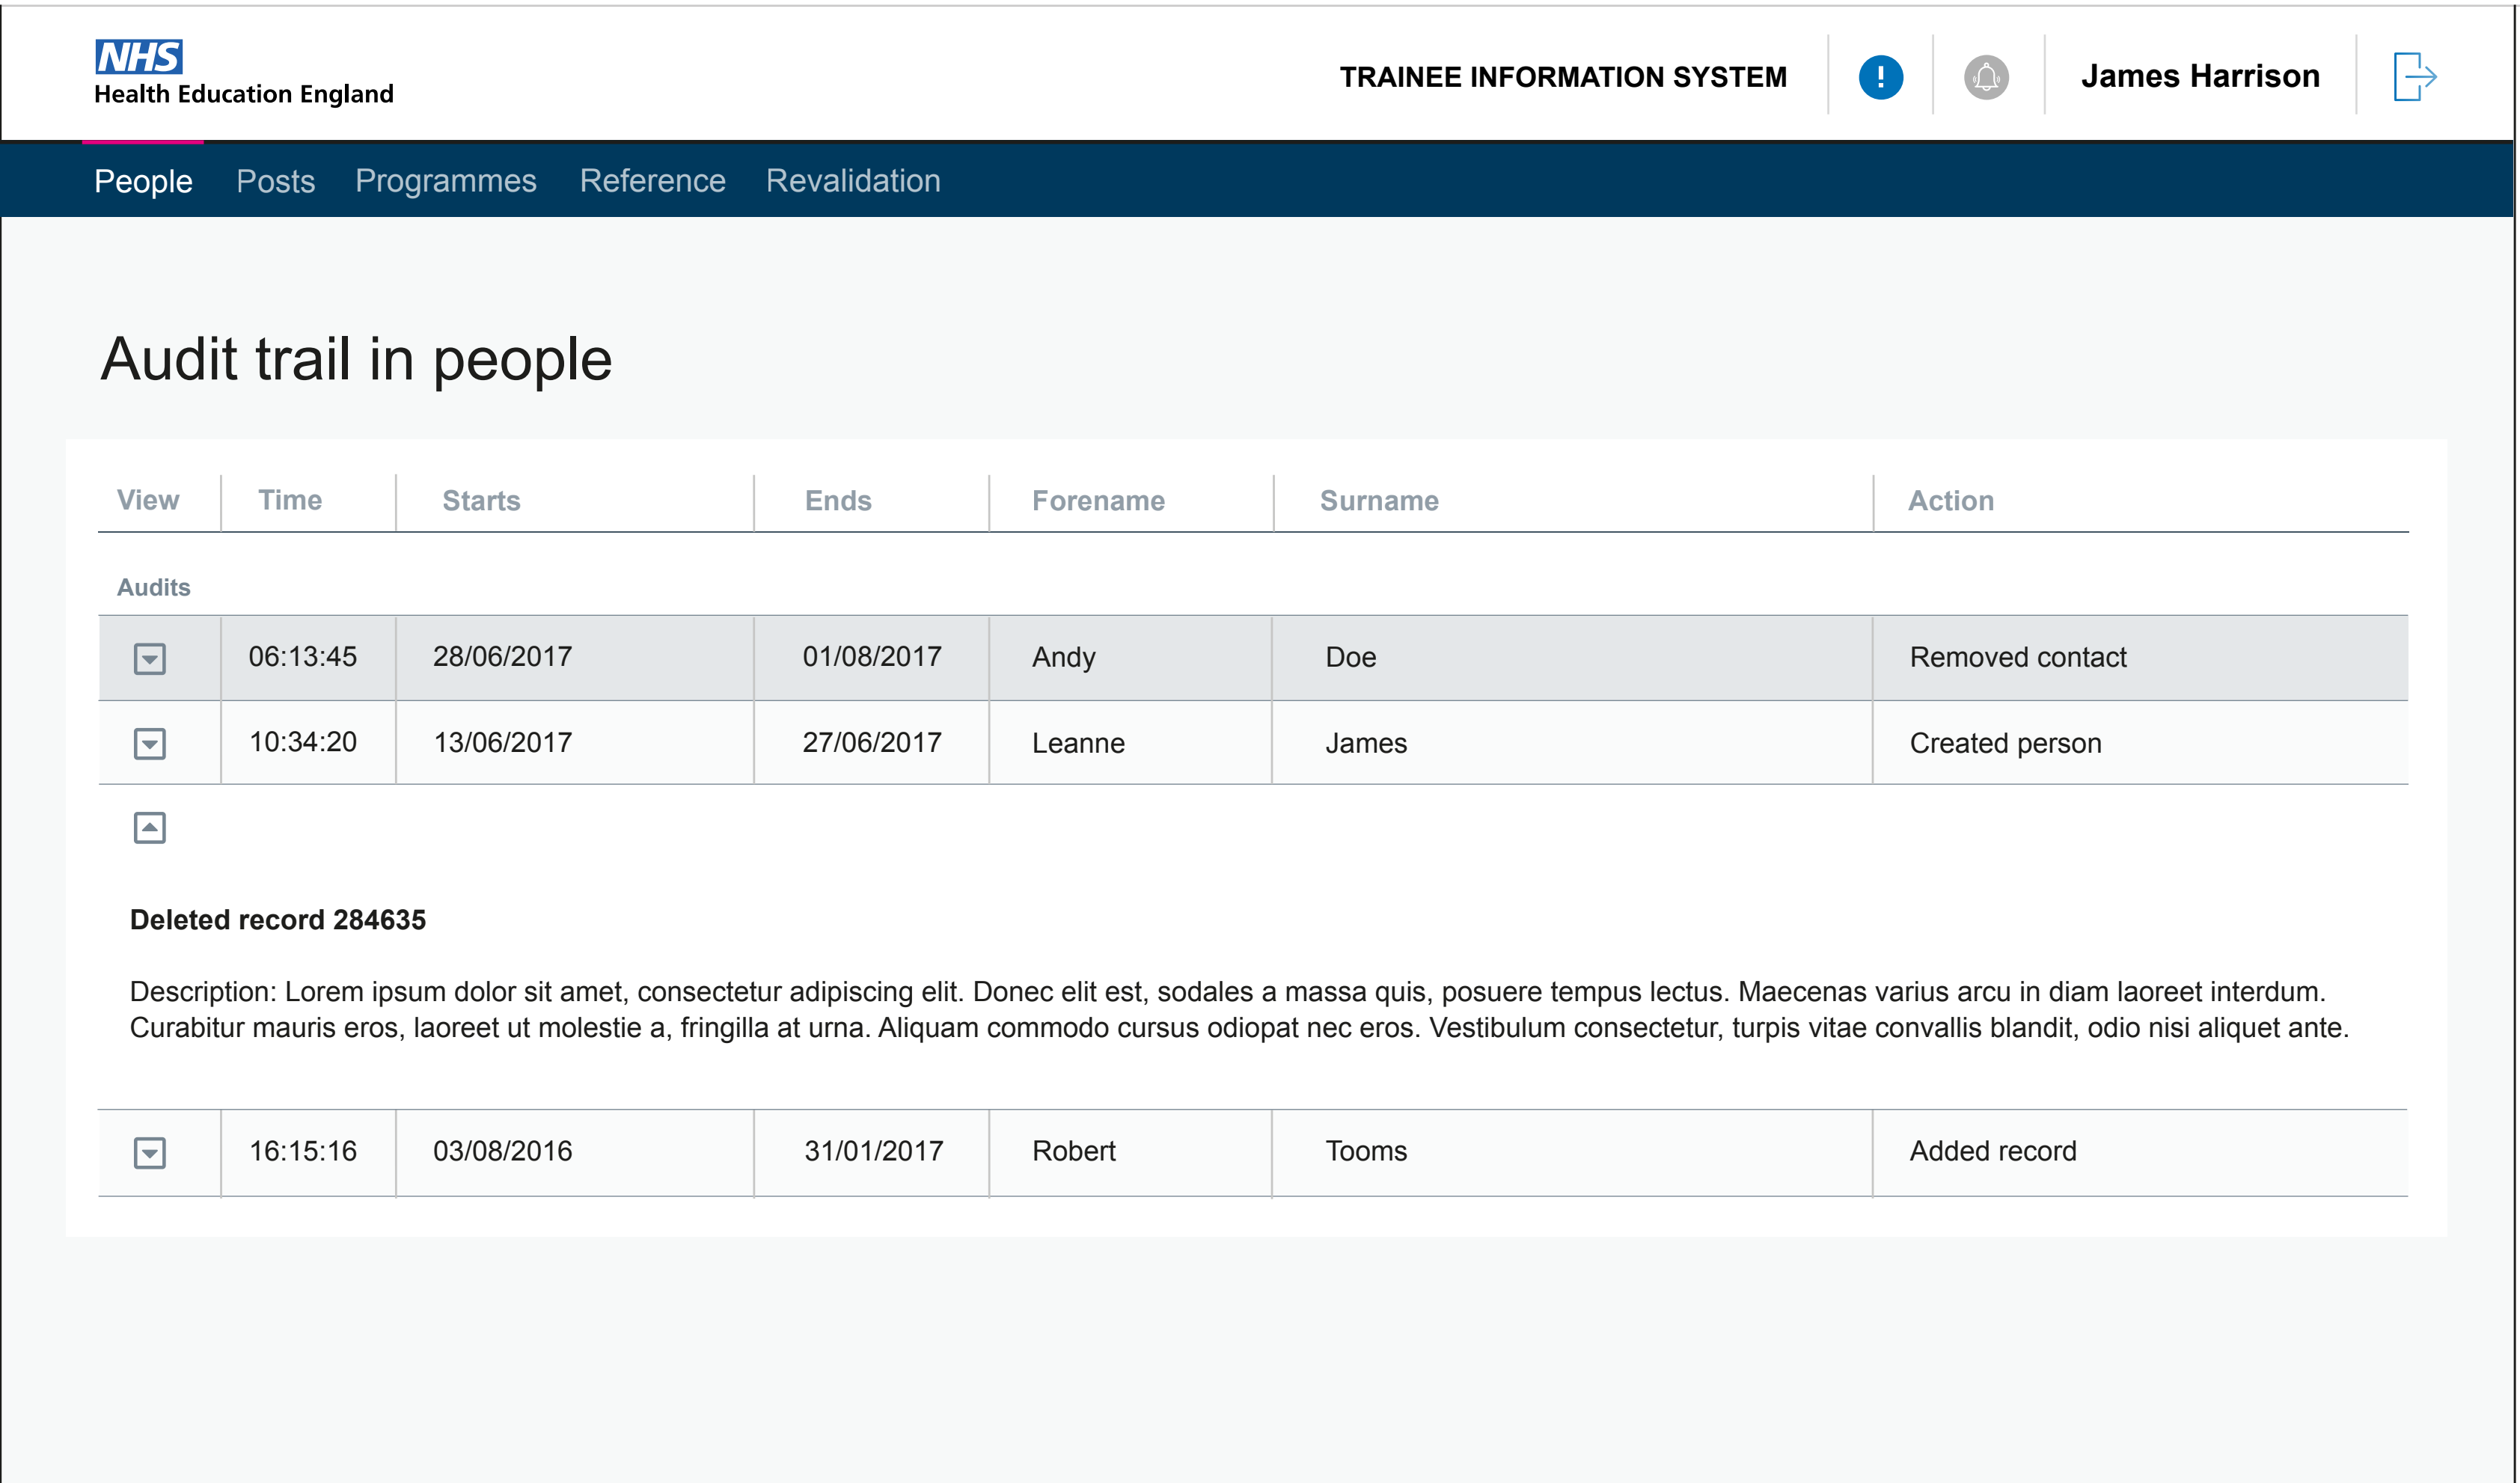 NHS
Health Education England
TRAINEE INFORMATION SYSTEM
!
James Harrison
People Posts Programmes Reference Revalidation
Audit trail in people
View Time Starts Ends Forename Surname Action
Audits
06:13:45 28/06/2017 01/08/2017 Andy Doe Removed contact
10:34:20 13/06/2017 27/06/2017 Leanne James Created person
Deleted record 284635
Description: Lorem ipsum dolor sit amet, consectetur adipiscing elit. Donec elit est, sodales a massa quis, posuere tempus lectus. Maecenas varius arcu in diam laoreet interdum.
Curabitur mauris eros, laoreet ut molestie a, fringilla at urna. Aliquam commodo cursus odiopat nec eros. Vestibulum consectetur, turpis vitae convallis blandit, odio nisi aliquet ante.
16:15:16 03/08/2016 31/01/2017 Robert Tooms Added record